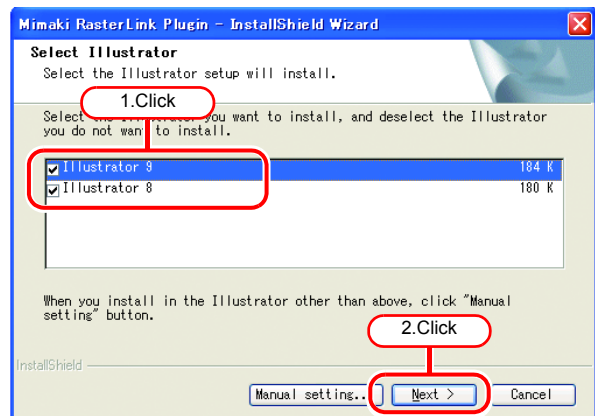 Mimaki RasterLink Plugin - InstallShield Wizard
Select Illustrator
Select the Illustrator setup will install.
1.Click
Select the you want to install, and deselect the Illustrator
you do not want to install.
Illustrator 9 184 K
Illustrator 8 180 K
When you install in the Illustrator other than above, click "Manual
setting" button.
2.Click
InstallShield
Manual setting.. Next > Cancel